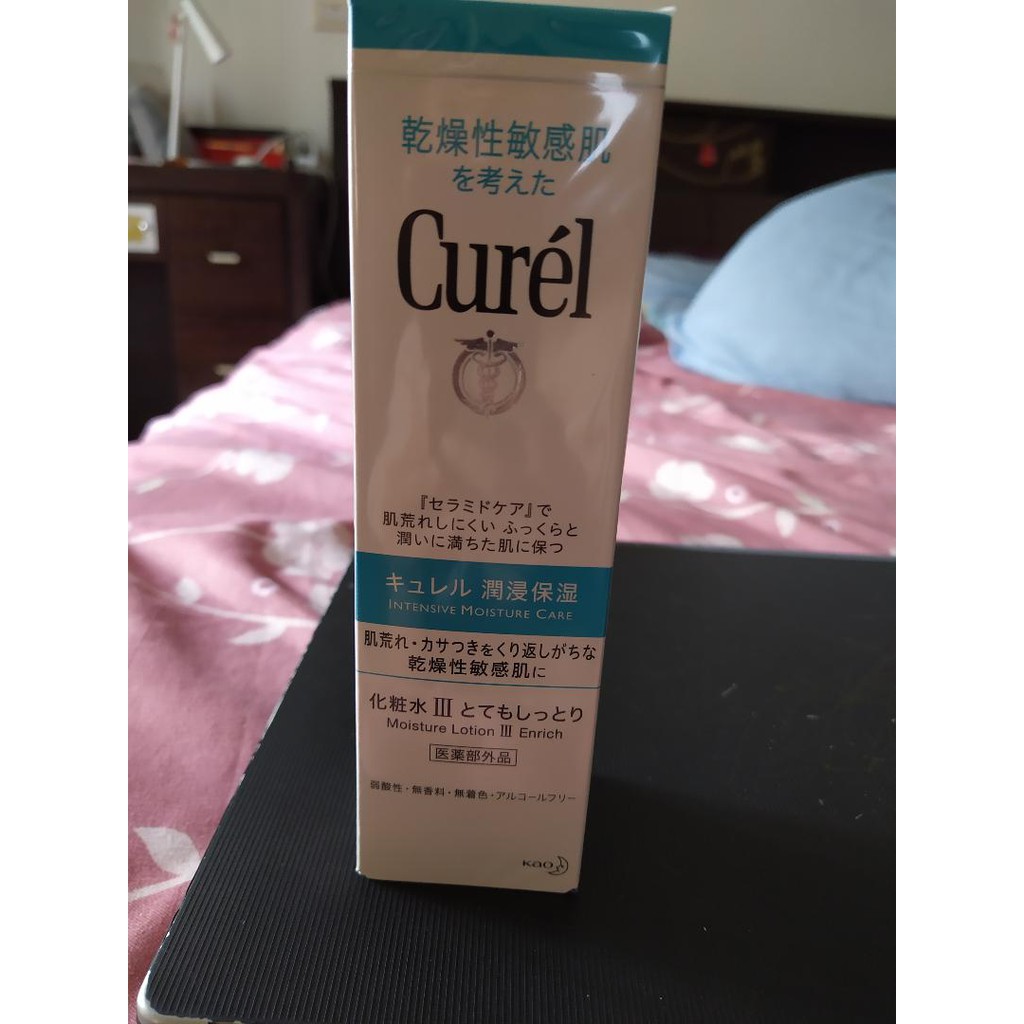 乾燥性敏感肌
を考えた
Curél
『セラミドケア』で
肌荒れしにくい ふっくらと
潤いに満ちた肌に保つ
キュレル 潤浸保湿
INTENSIVE MOISTURE CARE
肌荒れ・カサつきをくり返しがちな
乾燥性敏感肌に
化粧水 III とてもしっとり
Moisture Lotion III Enrich
医薬部外品
弱酸性・無香料・無着色・アルコールフリー
Kao